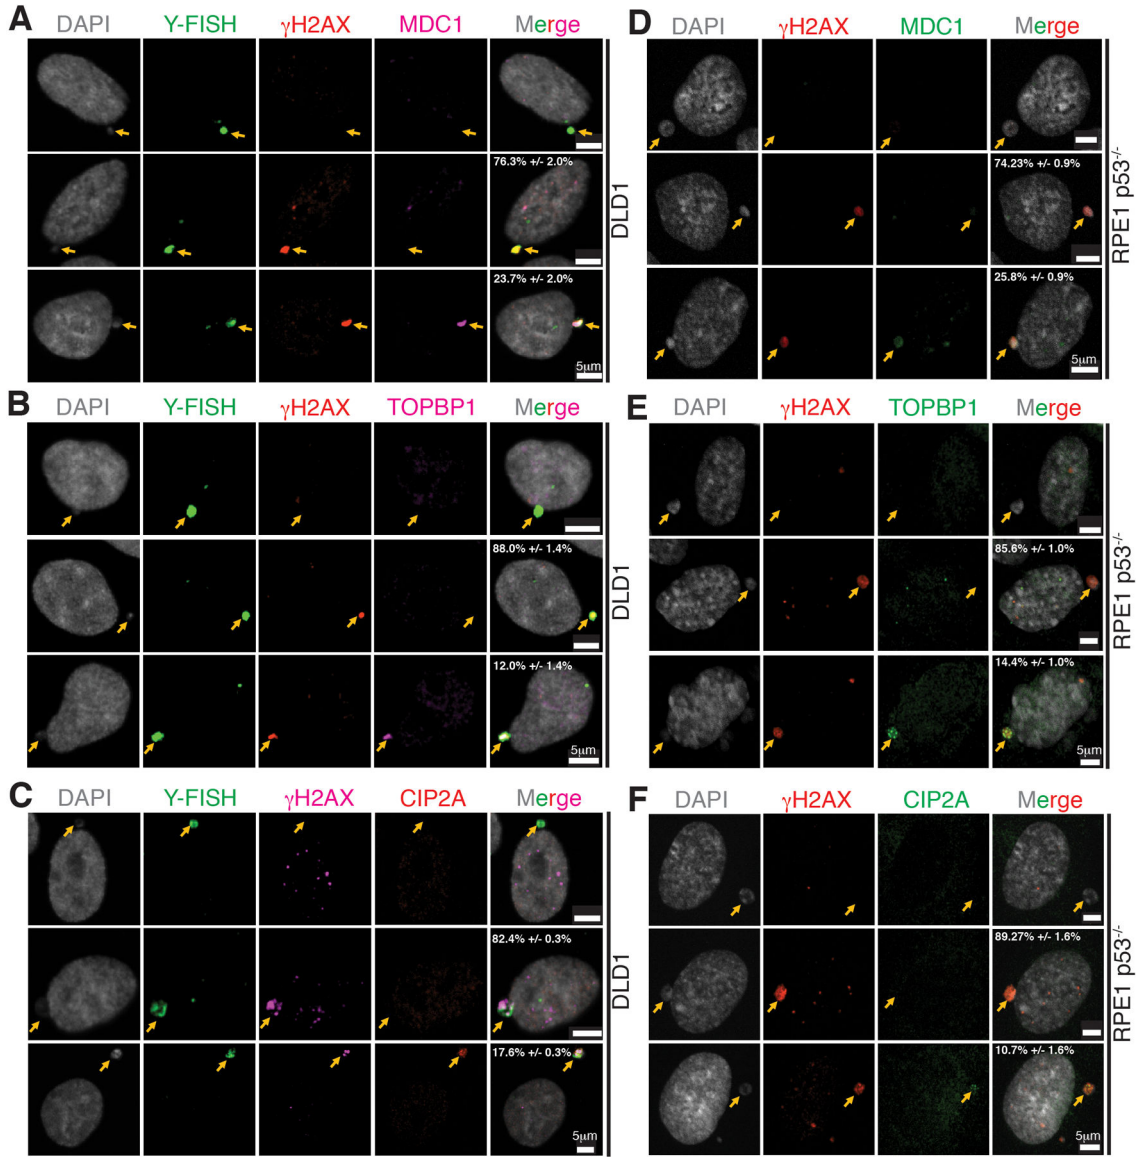 A
DAPI Y-FISH γH2AX MDC1 Merge
76.3% +/- 2.0%
23.7% +/- 2.0%
5μm
DLD1
B
DAPI Y-FISH γH2AX TOPBP1 Merge
88.0% +/- 1.4%
12.0% +/- 1.4%
5μm
DLD1
C
DAPI Y-FISH γH2AX CIP2A Merge
82.4% +/- 0.3%
17.6% +/- 0.3%
5μm
DLD1
D
DAPI γH2AX MDC1 Merge
74.23% +/- 0.9%
25.8% +/- 0.9%
5μm
RPE1 p53-/-
E
DAPI γH2AX TOPBP1 Merge
85.6% +/- 1.0%
14.4% +/- 1.0%
5μm
RPE1 p53-/-
F
DAPI γH2AX CIP2A Merge
89.27% +/- 1.6%
10.7% +/- 1.6%
5μm
RPE1 p53-/-